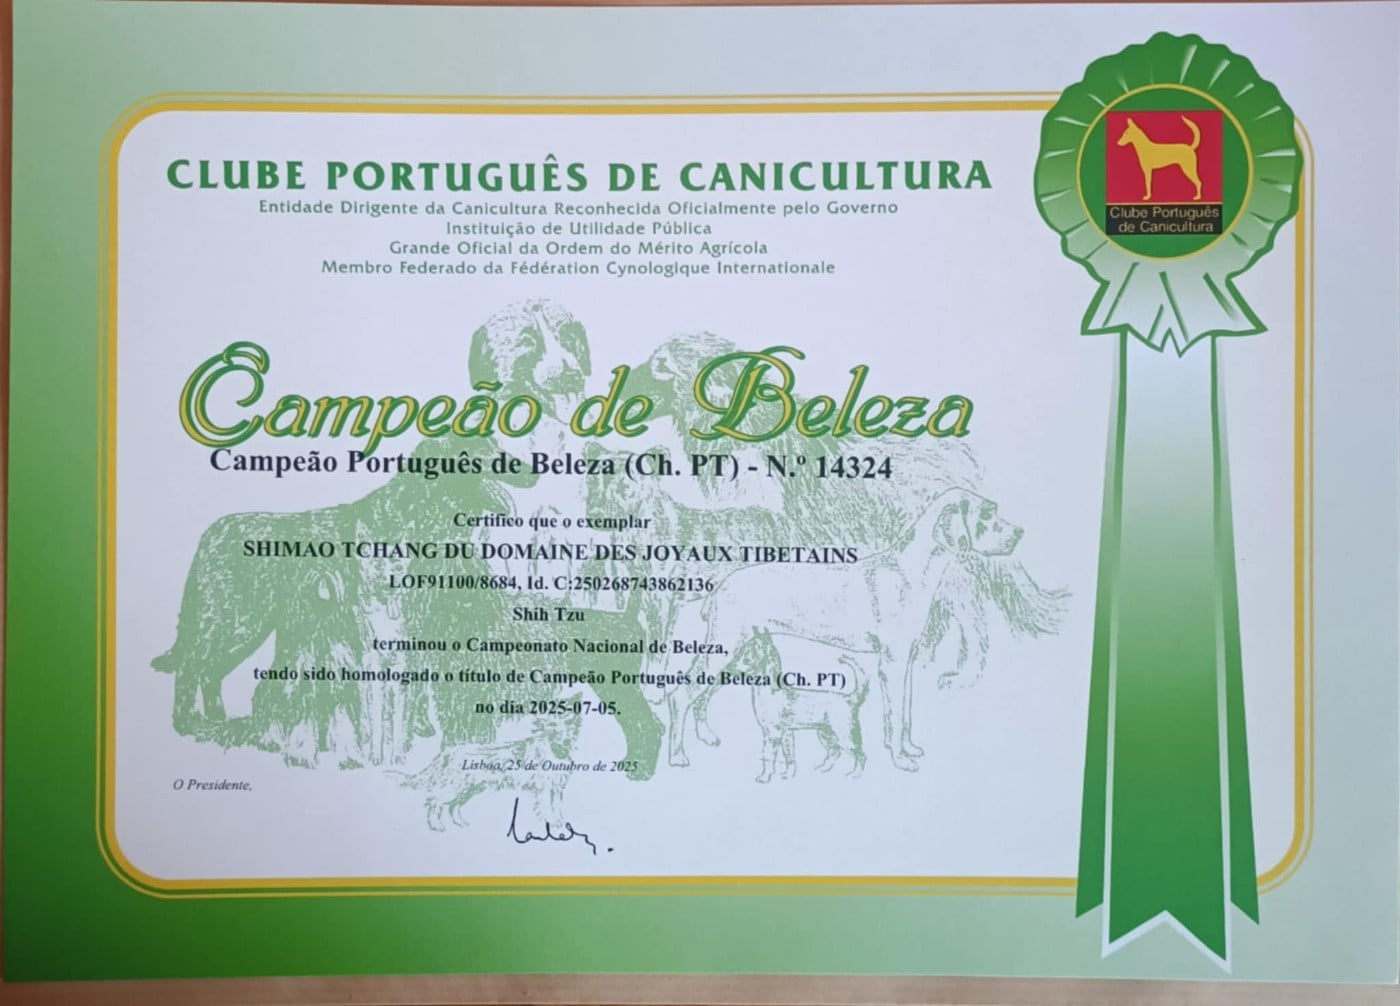 CLUBE PORTUGUÊS DE CANICULTURA
Entidade Dirigente da Canicultura Reconhecida Oficialmente pelo Governo
Instituição de Utilidade Pública
Grande Oficial da Ordem do Mérito Agrícola
Membro Federado da Fédération Cynologique Internationale
Clube Português
de Canicultura
Campeão de Beleza
Campeão Português de Beleza (Ch. PT) - N.º 14324
Certifico que o exemplar
SHIMAO TCHANG DU DOMAINE DES JOYAUX TIBETAINS
LOF91100/8684, Id. C:250268743862136
Shih Tzu
terminou o Campeonato Nacional de Beleza,
tendo sido homologado o título de Campeão Português de Beleza (Ch. PT)
no dia 2025-07-05.
Lisboa, 25 de Outubro de 2025
O Presidente,